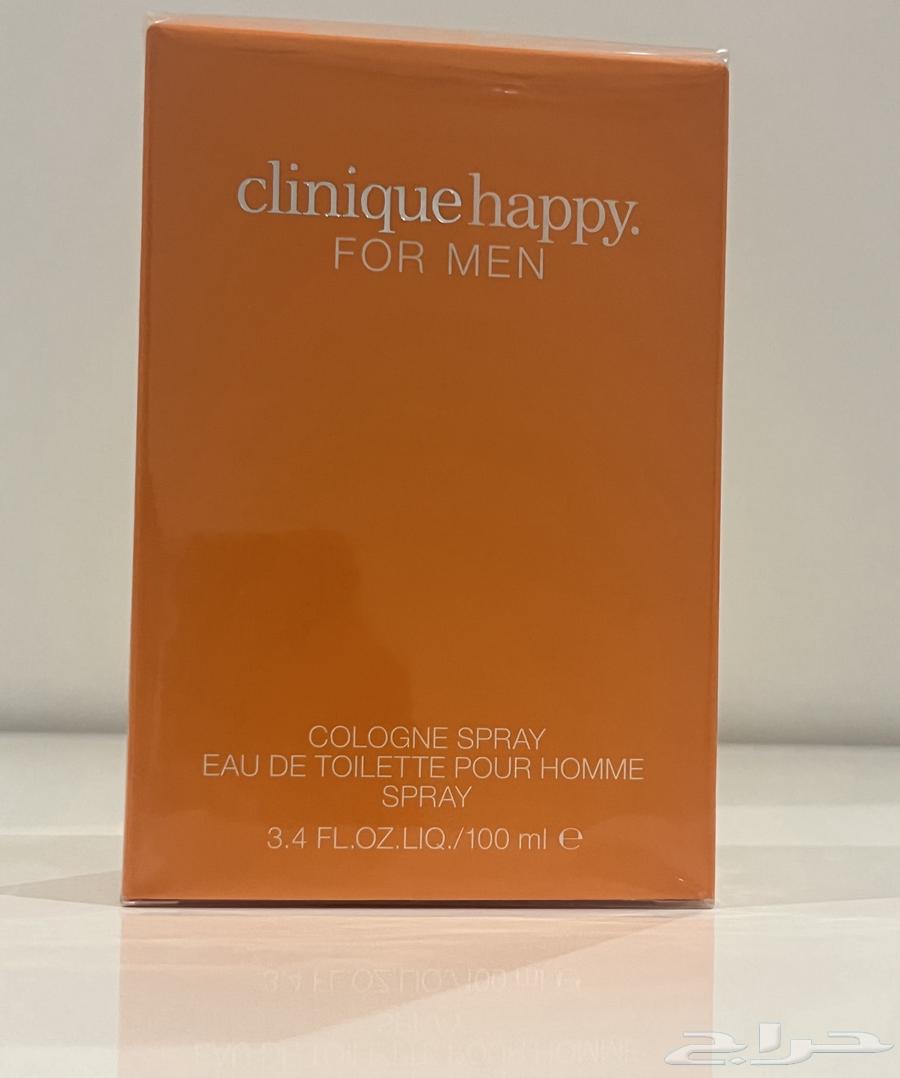 clinique happy.
FOR MEN
COLOGNE SPRAY
EAU DE TOILETTE POUR HOMME
SPRAY
3.4 FL.OZ.LIQ./100 ml ℮
حراج